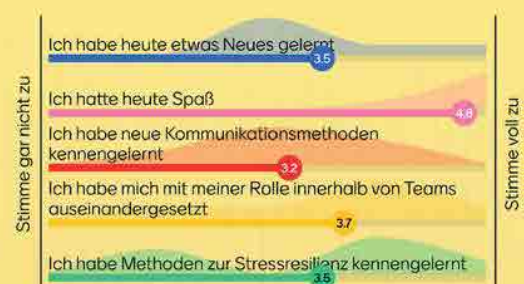 Ich habe heute etwas Neues gelernt
3.5
Ich hatte heute Spaß
4.8
Ich habe neue Kommunikationsmethoden
kennengelernt
3.2
Ich habe mich mit meiner Rolle innerhalb von Teams
auseinandergesetzt
3.7
Ich habe Methoden zur Stressresilienz kennengelernt
3.5
Stimme gar nicht zu
Stimme voll zu